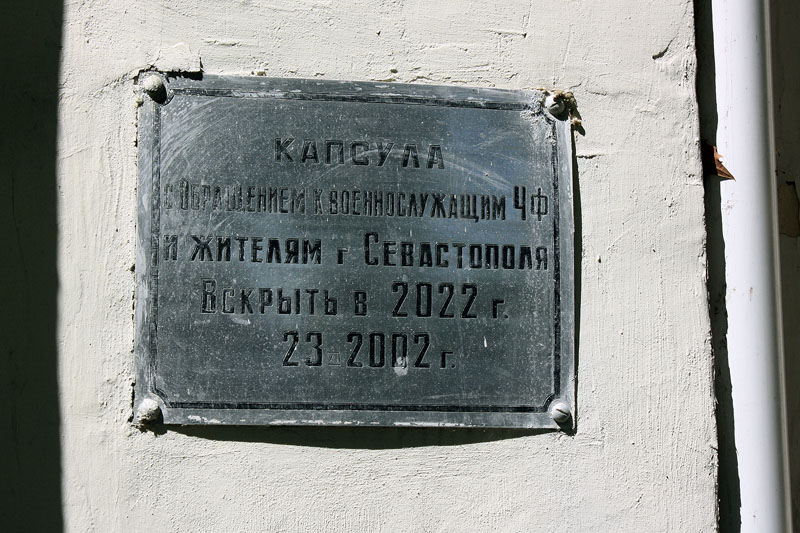 КАПСУЛА
с Обращением к военнослужащим ЧФ
и жителям г Севастополя
Вскрыть в 2022 г.
23 2002 г.